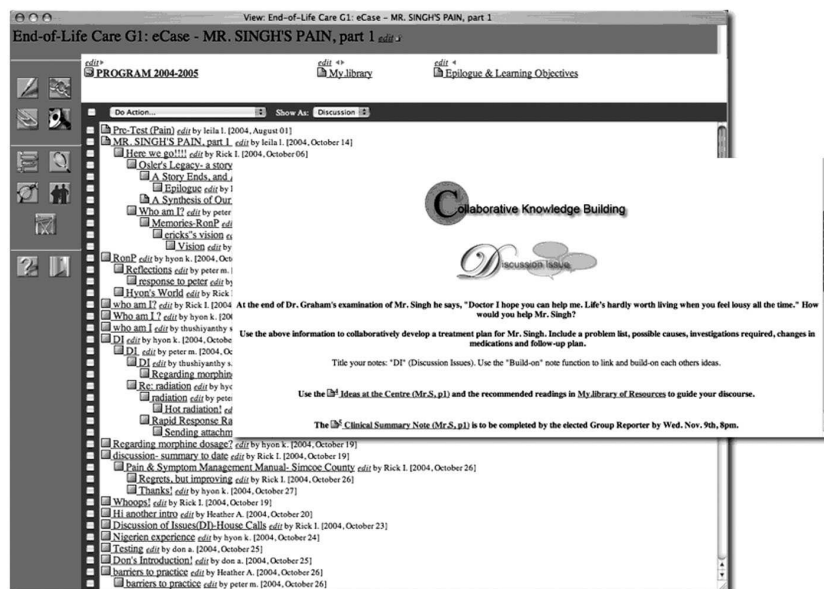 View: End-of-Life Care G1: eCase - MR. SINGH'S PAIN, part 1
End-of-Life Care G1: eCase - MR. SINGH'S PAIN, part 1 edit
edit edit edit
PROGRAM 2004-2005 My.library Epilogue & Learning Objectives
Do Action... Show As: Discussion
Pre-Test (Pain) edit by leila l. [2004, August 01]
MR. SINGH'S PAIN, part 1 edit by leila l. [2004, October 14]
Here we go!!!! edit by Rick I. [2004, October 06]
Osler's Legacy- a story
A Story Ends, and
Epilogue edit by
A Synthesis of Our
Who am I? edit by peter
Memories-RonP
ericks"s vision
Vision edit by
RonP edit by hyon k. [2004,
Reflections edit by peter m.
response to peter edit
Hyon's World edit by Rick
who am I? edit by Rick I. [2004
Who am I ? edit by hyon k.
who am I edit by thushiyanthy
DI edit by hyon k. [2004,
DI edit by peter m. [2004,
DI edit by thushiyanthy s
Regarding morphin
Re: radiation edit by
radiation edit by
Hot radiation!
Rapid Response Ra
Sending attachm
Regarding morphine dosage? edit by hyon k. [2004, October 19]
discussion- summary to date edit by Rick I. [2004, October 19]
Pain & Symptom Management Manual- Simcoe County edit by Rick I. [2004, October 26]
Regrets, but improving edit by Rick I. [2004, October 26]
Thanks! edit by hyon k. [2004, October 27]
Whoops! edit by Rick I. [2004, October 19]
Hi another intro edit by Heather A. [2004, October 20]
Discussion of Issues(DI)-House Calls edit by Rick I. [2004, October 23]
Nigerien experience edit by hyon k. [2004, October 24]
Testing edit by don a. [2004, October 25]
Don's Introduction! edit by don a. [2004, October 25]
barriers to practice edit by Heather A. [2004, October 26]
barriers to practice edit by peter m. [2004, October 26]
Collaborative Knowledge Building
Discussion Issue
At the end of Dr. Graham's examination of Mr. Singh he says, "Doctor I hope you can help me. Life's hardly worth living when you feel lousy all the time." How
would you help Mr. Singh?
Use the above information to collaboratively develop a treatment plan for Mr. Singh. Include a problem list, possible causes, investigations required, changes in
medications and follow-up plan.
Title your notes: "DI" (Discussion Issues). Use the "Build-on" note function to link and build-on each others ideas.
Use the Ideas at the Centre (Mr.S, p1) and the recommended readings in My.library of Resources to guide your discourse.
The Clinical Summary Note (Mr.S, p1) is to be completed by the elected Group Reporter by Wed. Nov. 9th, 8pm.